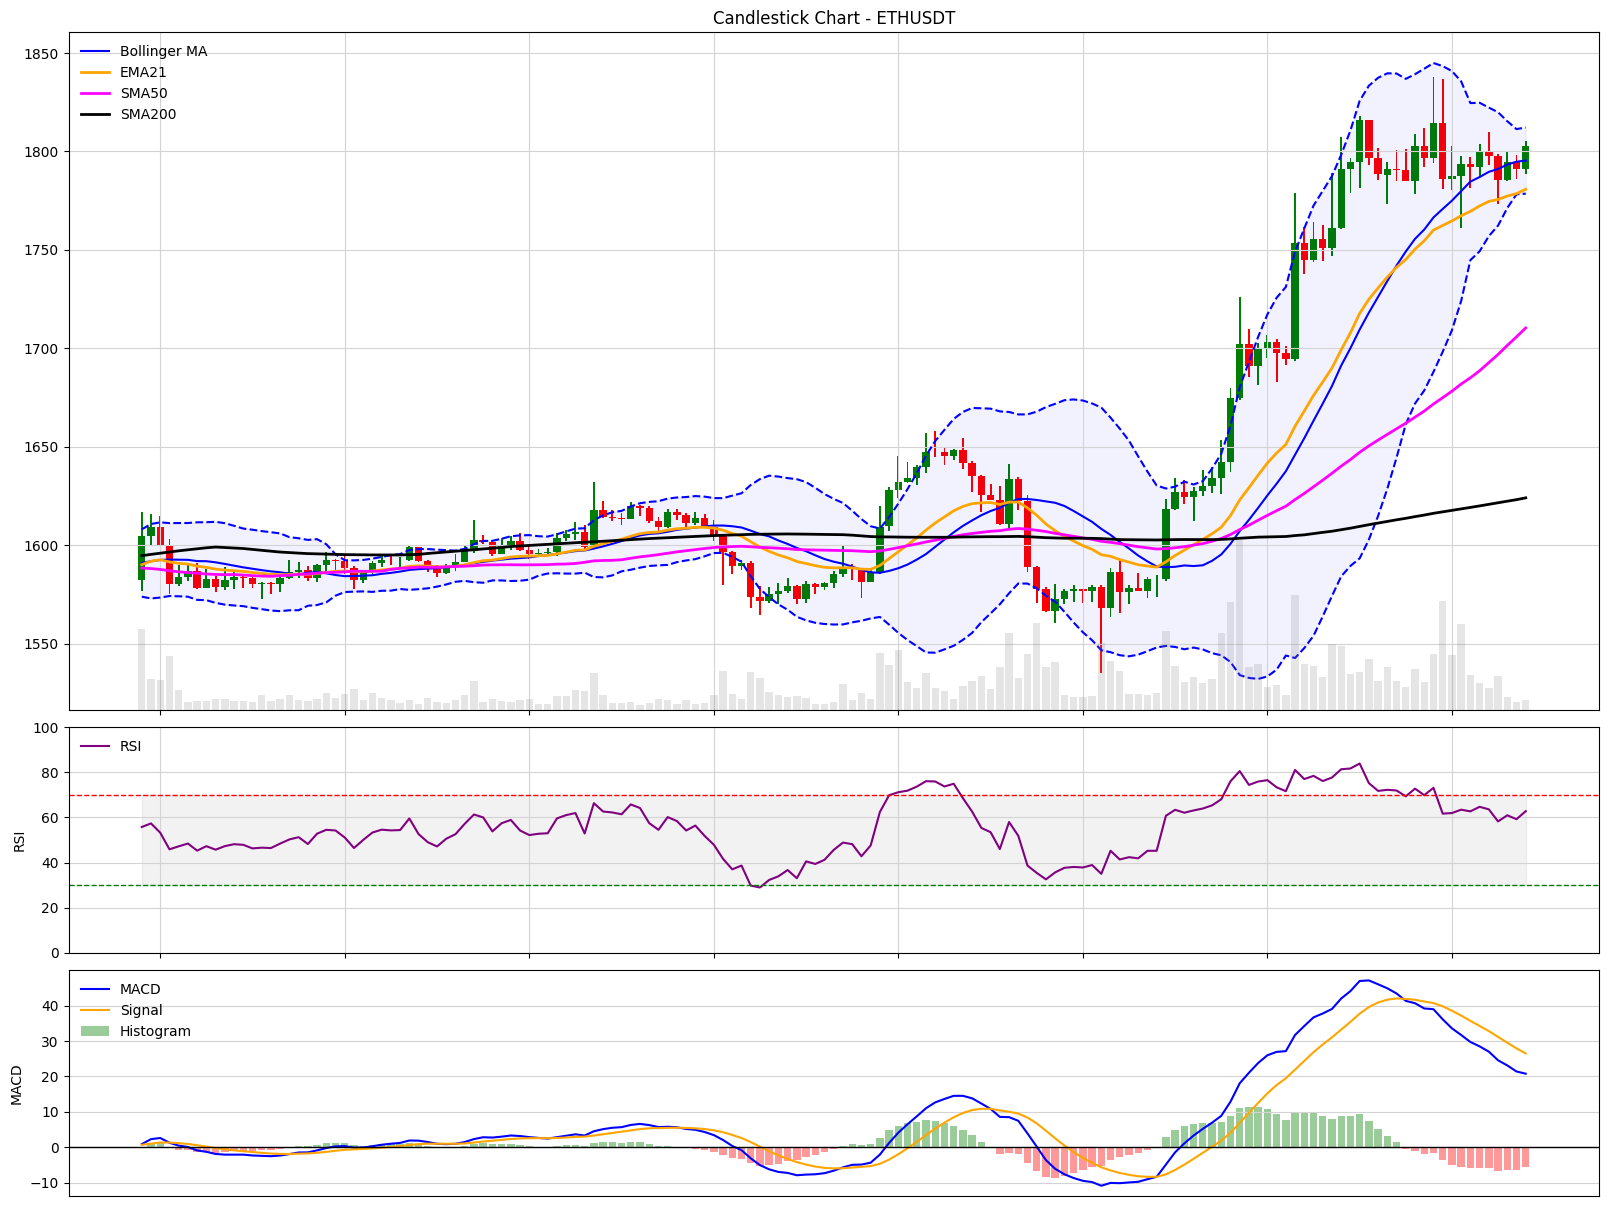 Candlestick Chart - ETHUSDT
Bollinger MA
EMA21
SMA50
SMA200
1850
1800
1750
1700
1650
1600
1550
RSI
100
80
60
40
20
0
RSI
MACD
Signal
Histogram
40
30
20
10
0
−10
MACD